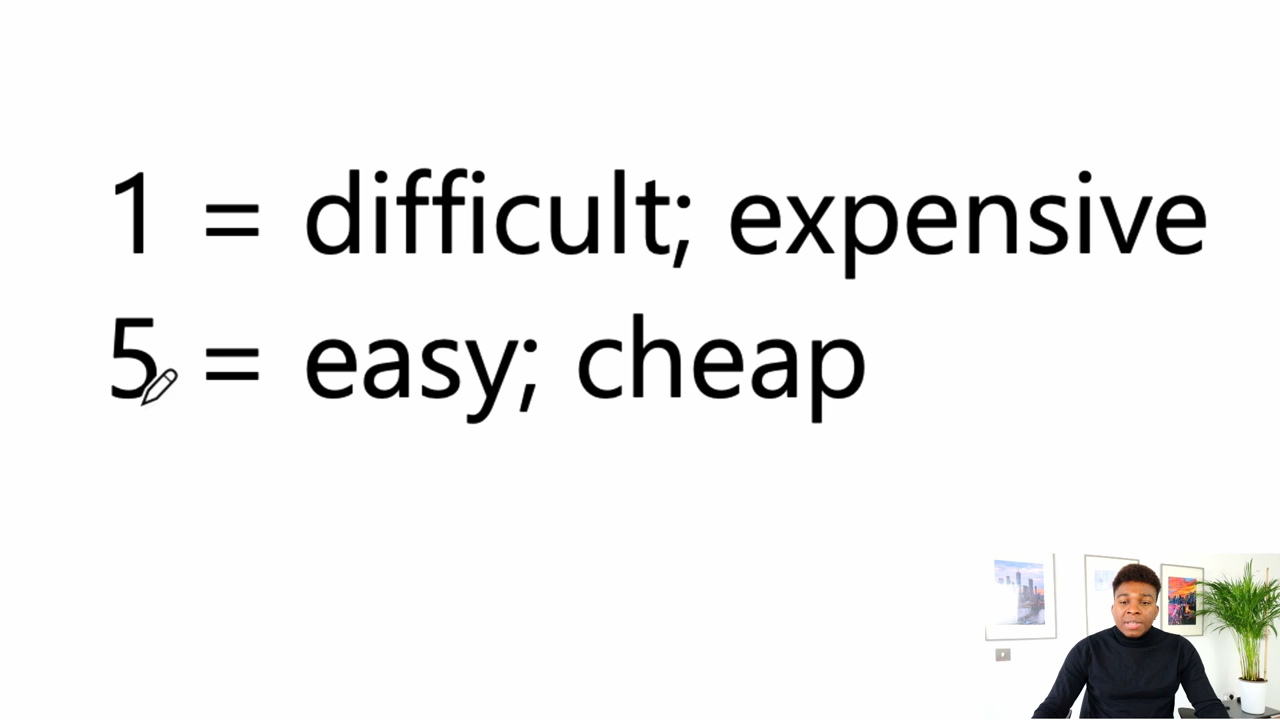 1 = difficult; expensive
5 = easy; cheap